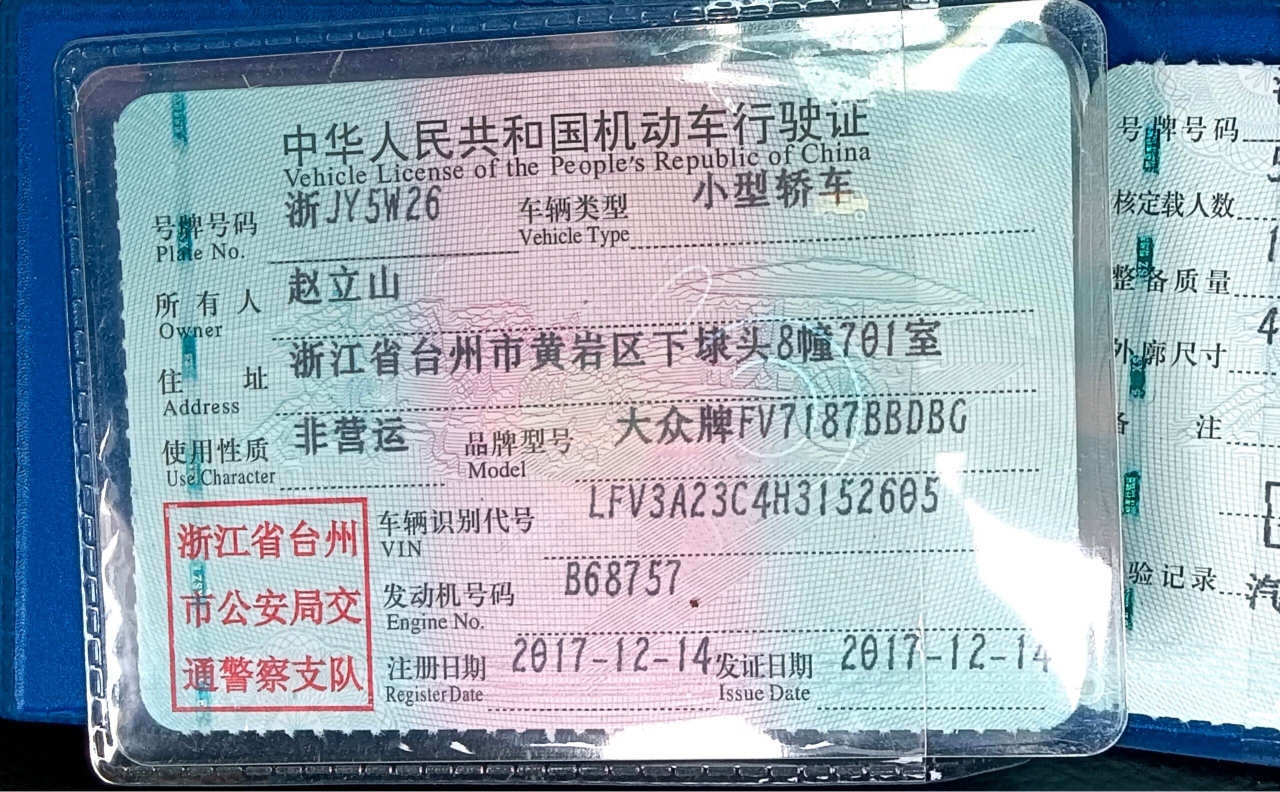 中华人民共和国机动车行驶证
Vehicle License of the People's Republic of China
号牌号码 浙JY5W26 车辆类型 小型轿车
Plate No. Vehicle Type
所有人 赵立山
Owner
住址 浙江省台州市黄岩区下埭头8幢701室
Address
使用性质 非营运 品牌型号 大众牌FV7187BBDBG
Use Character Model
浙江省台州
市公安局交
通警察支队
车辆识别代号 LFV3A23C4H3152605
VIN
发动机号码 B68757
Engine No.
注册日期 2017-12-14 发证日期 2017-12-14
Register Date Issue Date
号牌号码
核定载人数
整备质量
外廓尺寸
备注
验记录